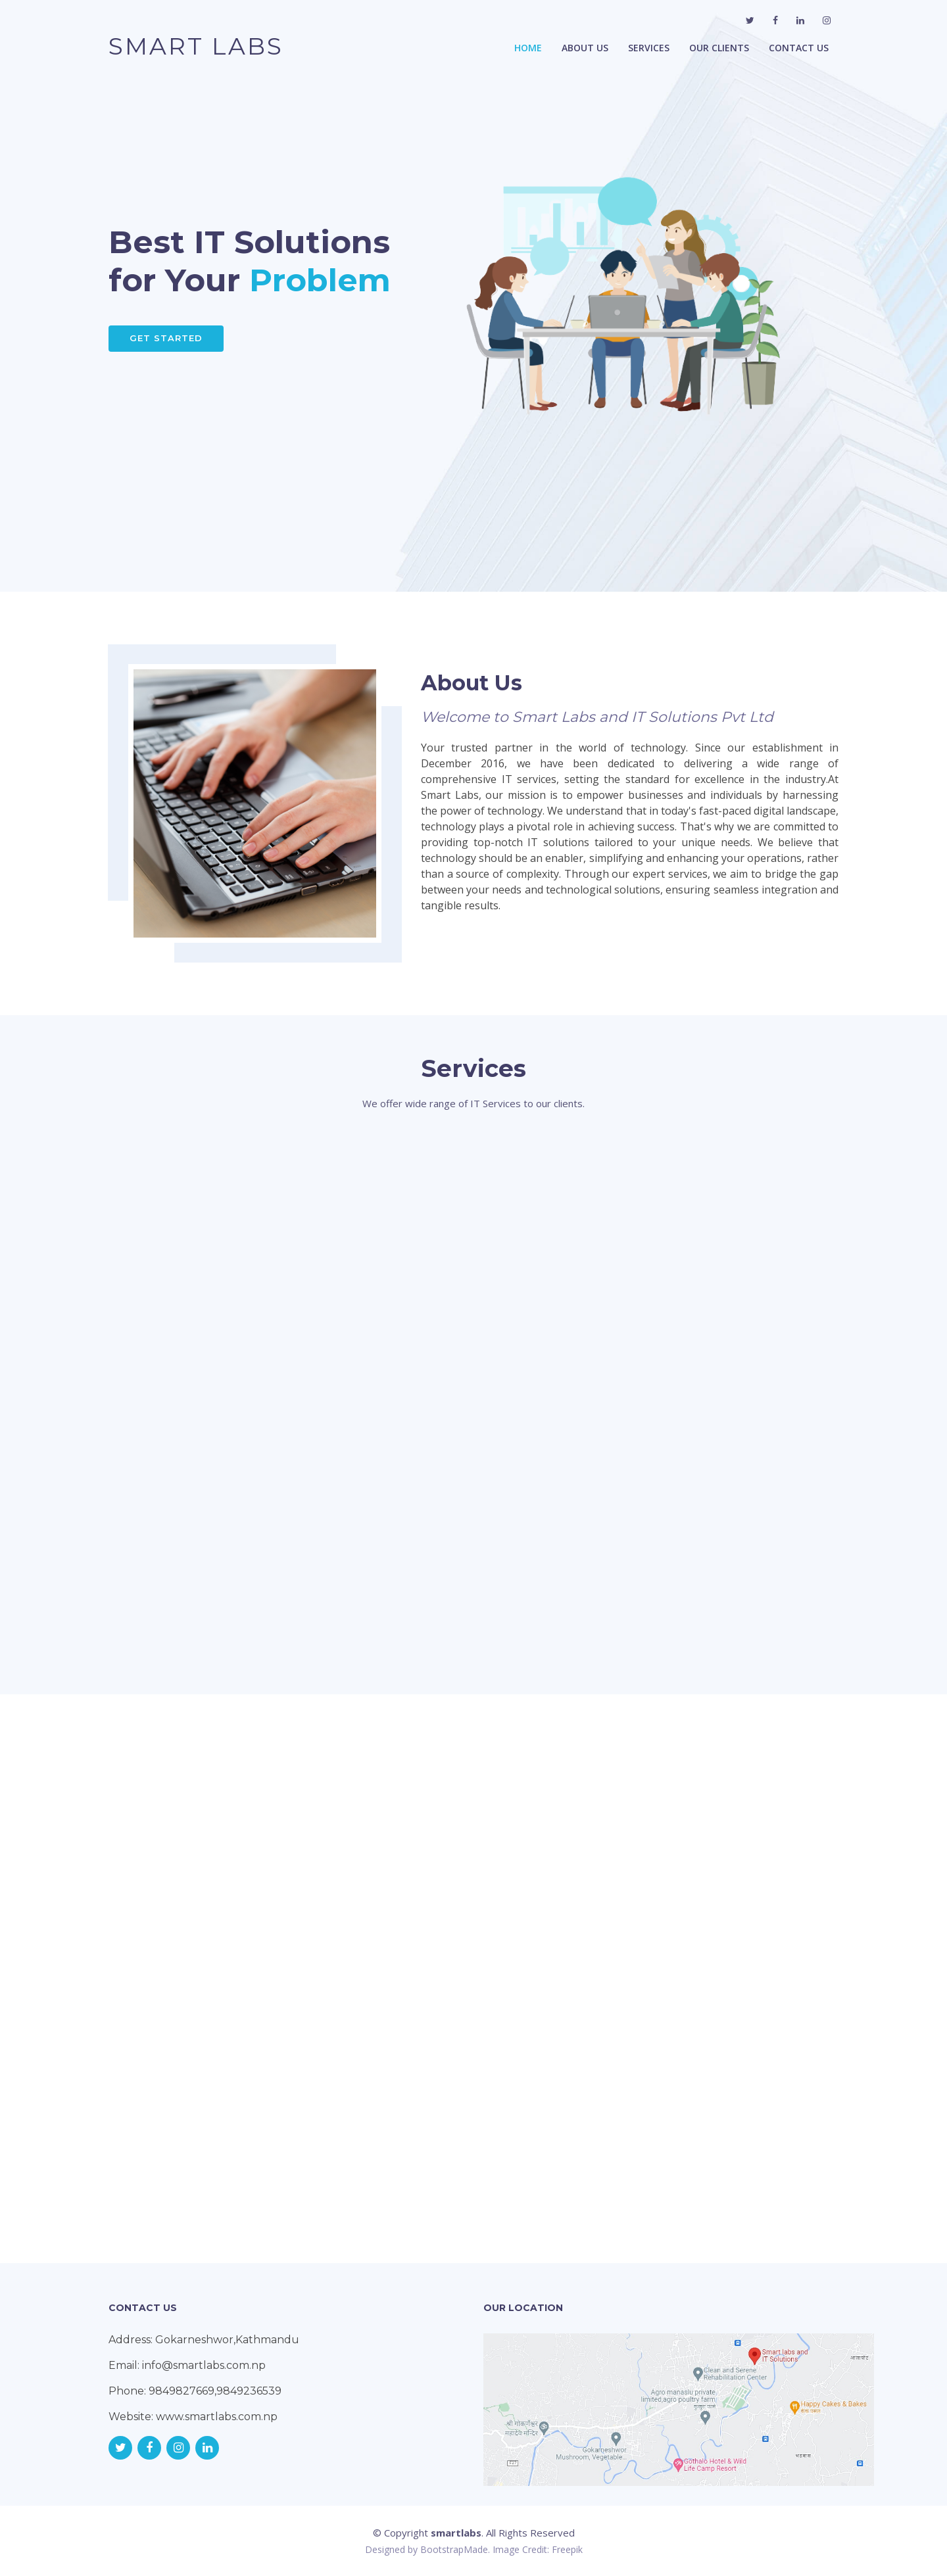 SMART LABS
HOME
ABOUT US
SERVICES
OUR CLIENTS
CONTACT US
Best IT Solutions
for Your Problem
GET STARTED
About Us
Welcome to Smart Labs and IT Solutions Pvt Ltd
Your trusted partner in the world of technology. Since our establishment in
December 2016, we have been dedicated to delivering a wide range of
comprehensive IT services, setting the standard for excellence in the industry.At
Smart Labs, our mission is to empower businesses and individuals by harnessing
the power of technology. We understand that in today's fast-paced digital landscape,
technology plays a pivotal role in achieving success. That's why we are committed to
providing top-notch IT solutions tailored to your unique needs. We believe that
technology should be an enabler, simplifying and enhancing your operations, rather
than a source of complexity. Through our expert services, we aim to bridge the gap
between your needs and technological solutions, ensuring seamless integration and
tangible results.
Services
We offer wide range of IT Services to our clients.
CONTACT US
Address: Gokarneshwor,Kathmandu
Email: info@smartlabs.com.np
Phone: 9849827669,9849236539
Website: www.smartlabs.com.np
OUR LOCATION
Smart labs and
IT Solutions
Clean and Serene
Rehabilitation Center
Agro manaslu private
limited,agro poultry farm;
Happy Cakes & Bakes
Gokarneshwor
Mushroom, Vegetable...
Gothalo Hotel & Wild
Life Camp Resort
© Copyright smartlabs. All Rights Reserved
Designed by BootstrapMade. Image Credit: Freepik